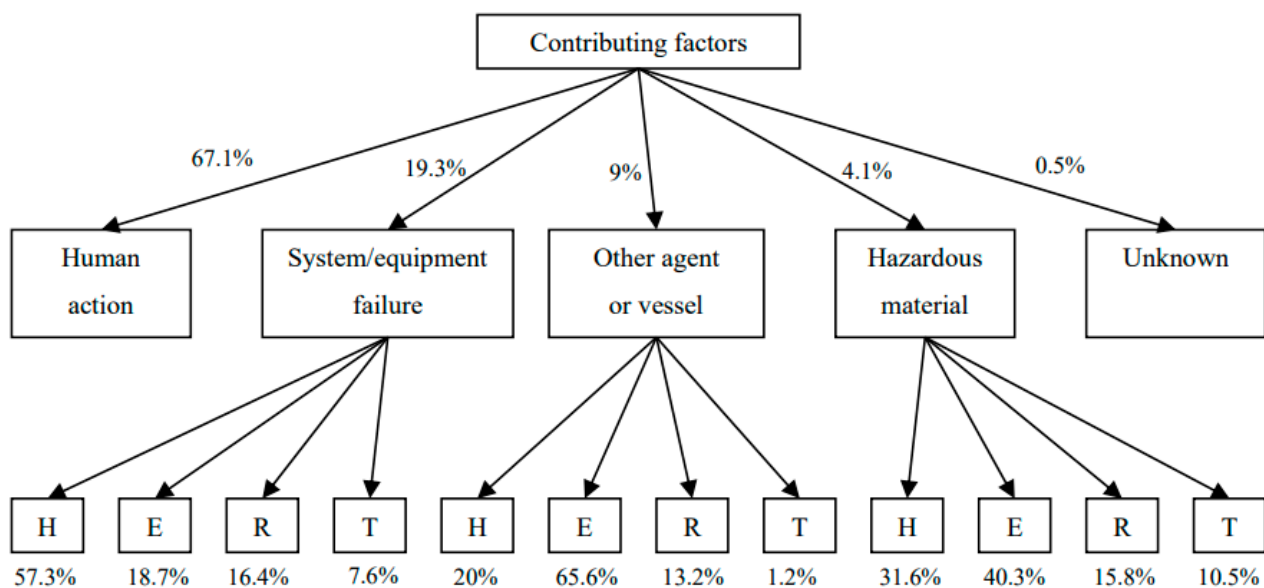 Contributing factors
67.1%
19.3%
9%
4.1%
0.5%
Human
action
System/equipment
failure
Other agent
or vessel
Hazardous
material
Unknown
H
E
R
T
H
E
R
T
H
E
R
T
57.3%
18.7%
16.4%
7.6%
20%
65.6%
13.2%
1.2%
31.6%
40.3%
15.8%
10.5%